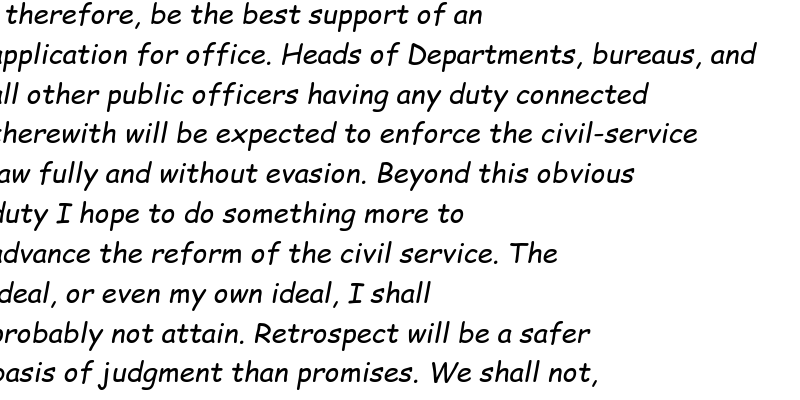 therefore, be the best support of an
application for office. Heads of Departments, bureaus, and
all other public officers having any duty connected
therewith will be expected to enforce the civil-service
law fully and without evasion. Beyond this obvious
duty I hope to do something more to
advance the reform of the civil service. The
ideal, or even my own ideal, I shall
probably not attain. Retrospect will be a safer
basis of judgment than promises. We shall not,